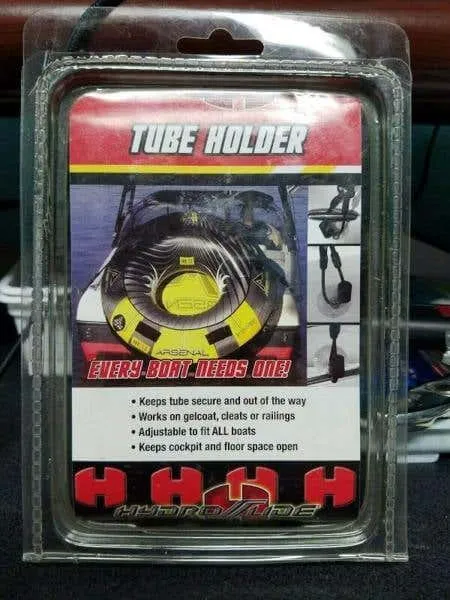 TUBE HOLDER
ARSENAL
EVERY BOAT NEEDS ONE!
• Keeps tube secure and out of the way
• Works on gelcoat, cleats or railings
• Adjustable to fit ALL boats
• Keeps cockpit and floor space open
H H H H
HYDROSLIDE